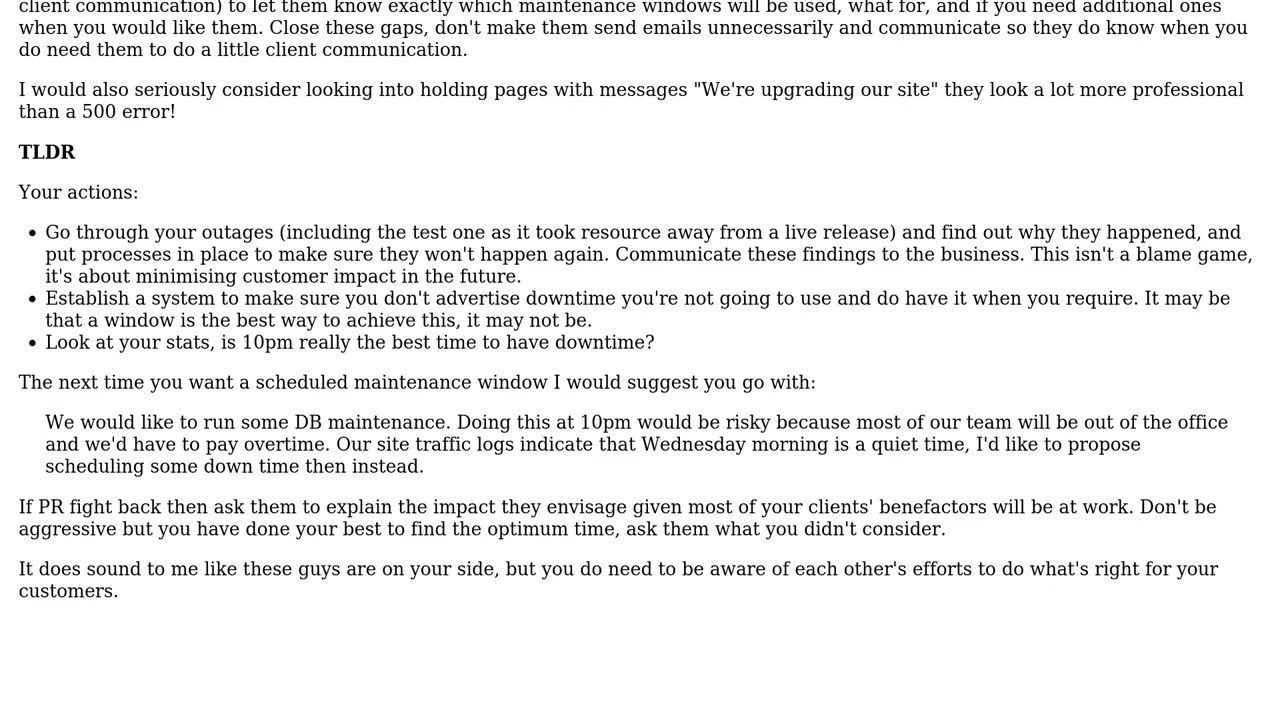 client communication) to let them know exactly which maintenance windows will be used, what for, and if you need additional ones
when you would like them. Close these gaps, don't make them send emails unnecessarily and communicate so they do know when you
do need them to do a little client communication.
I would also seriously consider looking into holding pages with messages "We're upgrading our site" they look a lot more professional
than a 500 error!
TLDR
Your actions:
• Go through your outages (including the test one as it took resource away from a live release) and find out why they happened, and
put processes in place to make sure they won't happen again. Communicate these findings to the business. This isn't a blame game,
it's about minimising customer impact in the future.
• Establish a system to make sure you don't advertise downtime you're not going to use and do have it when you require. It may be
that a window is the best way to achieve this, it may not be.
• Look at your stats, is 10pm really the best time to have downtime?
The next time you want a scheduled maintenance window I would suggest you go with:
We would like to run some DB maintenance. Doing this at 10pm would be risky because most of our team will be out of the office
and we'd have to pay overtime. Our site traffic logs indicate that Wednesday morning is a quiet time, I'd like to propose
scheduling some down time then instead.
If PR fight back then ask them to explain the impact they envisage given most of your clients' benefactors will be at work. Don't be
aggressive but you have done your best to find the optimum time, ask them what you didn't consider.
It does sound to me like these guys are on your side, but you do need to be aware of each other's efforts to do what's right for your
customers.